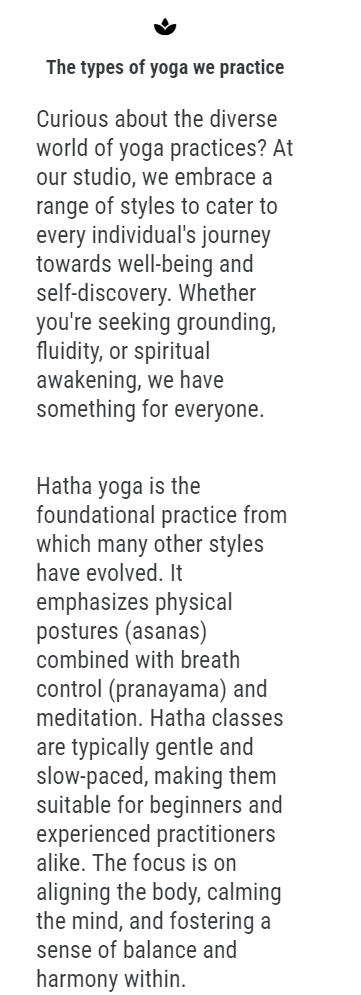 The types of yoga we practice
Curious about the diverse
world of yoga practices? At
our studio, we embrace a
range of styles to cater to
every individual's journey
towards well-being and
self-discovery. Whether
you're seeking grounding,
fluidity, or spiritual
awakening, we have
something for everyone.
Hatha yoga is the
foundational practice from
which many other styles
have evolved. It
emphasizes physical
postures (asanas)
combined with breath
control (pranayama) and
meditation. Hatha classes
are typically gentle and
slow-paced, making them
suitable for beginners and
experienced practitioners
alike. The focus is on
aligning the body, calming
the mind, and fostering a
sense of balance and
harmony within.